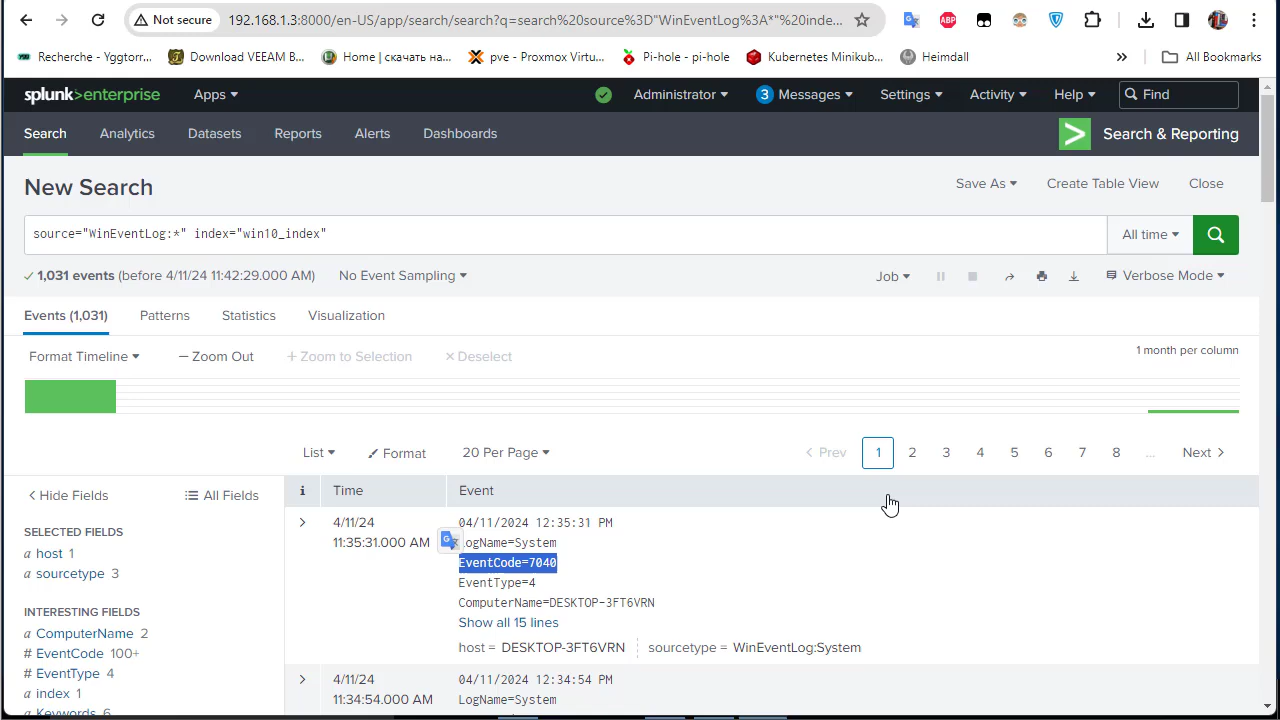 Not secure 192.168.1.3:8000/en-US/app/search/search?q=search%20source%3D"WinEventLog%3A*"%20inde...
Recherche - Yggtorr... Download VEEAM B... Home | скачать на... pve - Proxmox Virtu... Pi-hole - pi-hole Kubernetes Minikub... Heimdall » All Bookmarks
splunk>enterprise Apps Administrator 3 Messages Settings Activity Help Find
Search Analytics Datasets Reports Alerts Dashboards > Search & Reporting
New Search Save As Create Table View Close
source="WinEventLog:*" index="win10_index" All time
✓ 1,031 events (before 4/11/24 11:42:29.000 AM) No Event Sampling Job Verbose Mode
Events (1,031) Patterns Statistics Visualization
Format Timeline — Zoom Out + Zoom to Selection × Deselect 1 month per column
List Format 20 Per Page < Prev 1 2 3 4 5 6 7 8 ... Next >
< Hide Fields All Fields i Time Event
SELECTED FIELDS
a host 1
a sourcetype 3
INTERESTING FIELDS
a ComputerName 2
# EventCode 100+
# EventType 4
a index 1
a Keywords 6
> 4/11/24 04/11/2024 12:35:31 PM
11:35:31.000 AM LogName=System
EventCode=7040
EventType=4
ComputerName=DESKTOP-3FT6VRN
Show all 15 lines
host = DESKTOP-3FT6VRN sourcetype = WinEventLog:System
> 4/11/24 04/11/2024 12:34:54 PM
11:34:54.000 AM LogName=System